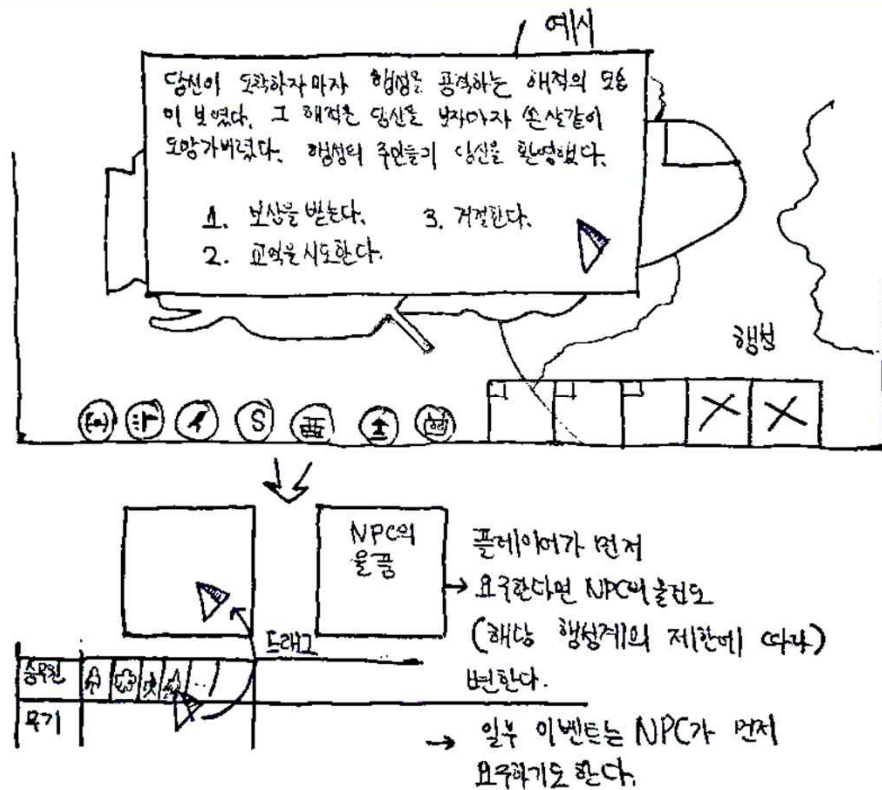 예시
당신이 도착하자마자 행성을 공격하는 해적의 모습
이 보였다. 그 해적은 당신을 보자마자 쏜살같이
도망가버렸다. 행성의 주민들이 당신을 환영했다.
1. 보상을 받는다. 3. 거절한다.
2. 교역을 시도한다.
행성
S
NPC의
물품
플레이어가 먼저
요구한다면 NPC의 물건도
(해당 행성계의 제한에 따라)
변한다.
드래그
승무원
무기
일부 이벤트는 NPC가 먼저
요구하기도 한다.